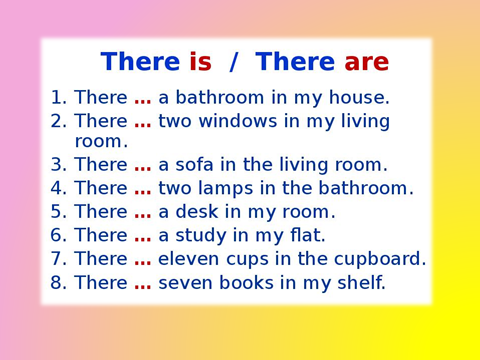 There is / There are
1. There ... a bathroom in my house.
2. There ... two windows in my living
room.
3. There ... a sofa in the living room.
4. There ... two lamps in the bathroom.
5. There ... a desk in my room.
6. There ... a study in my flat.
7. There ... eleven cups in the cupboard.
8. There ... seven books in my shelf.